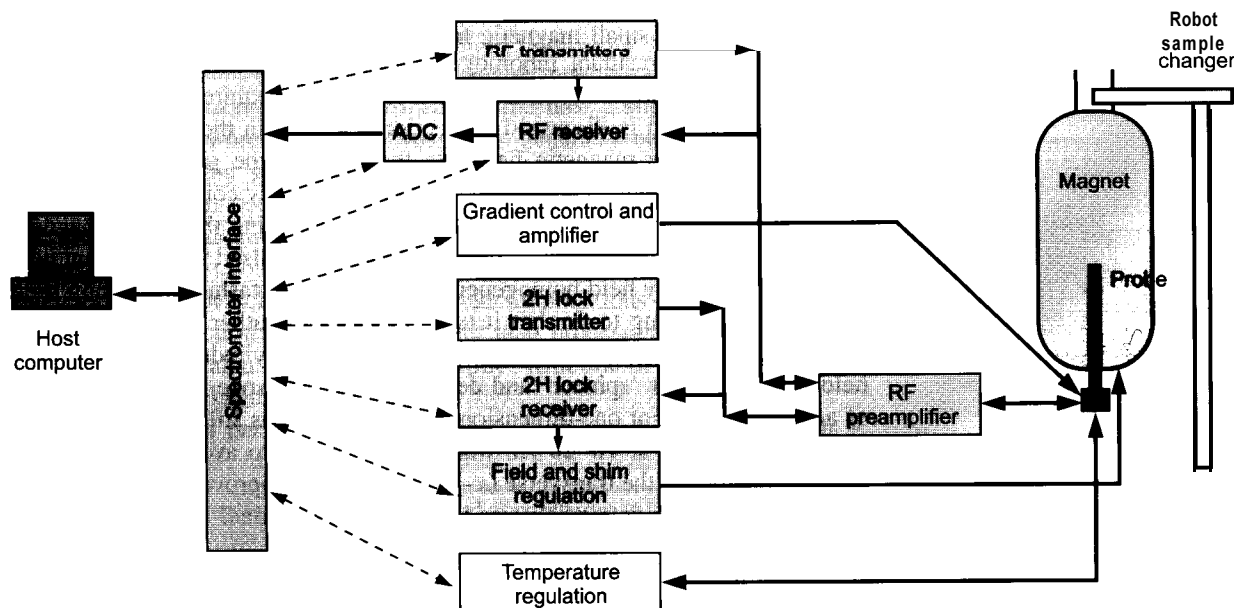 Robot
sample
changer
RF transmitters
ADC
RF receiver
Magnet
Spectrometer interface
Gradient control and
amplifier
Probe
2H lock
transmitter
Host
computer
2H lock
receiver
RF
preamplifier
Field and shim
regulation
Temperature
regulation